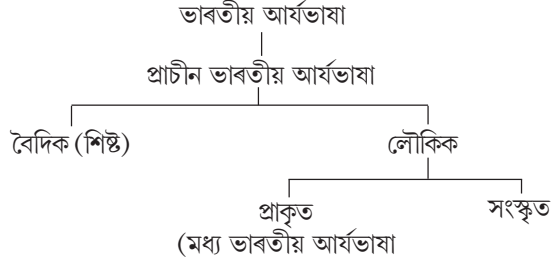 ভাৰতীয় আৰ্যভাষা
প্ৰাচীন ভাৰতীয় আৰ্যভাষা
বৈদিক (শিষ্ট) লৌকিক
প্ৰাকৃত সংস্কৃত
(মধ্য ভাৰতীয় আৰ্যভাষা